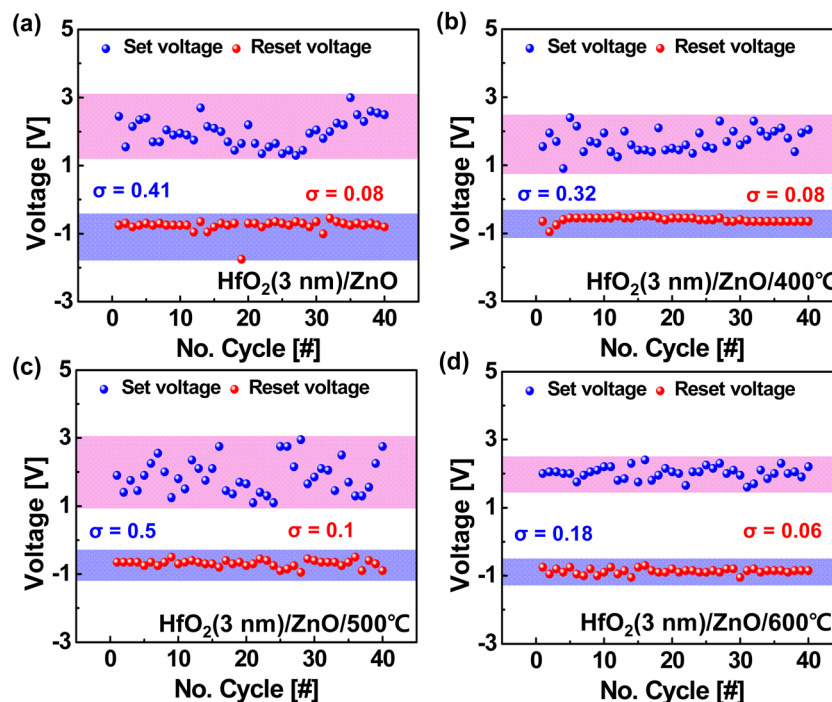 (a)
5
3
1
-1
-3
Voltage [V]
Set voltage Reset voltage
σ = 0.41
σ = 0.08
HfO₂(3 nm)/ZnO
0 10 20 30 40
No. Cycle [#]
(b)
5
3
1
-1
-3
Voltage [V]
Set voltage Reset voltage
σ = 0.32
σ = 0.08
HfO₂(3 nm)/ZnO/400℃
0 10 20 30 40
No. Cycle [#]
(c)
5
3
1
-1
-3
Voltage [V]
Set voltage Reset voltage
σ = 0.5
σ = 0.1
HfO₂(3 nm)/ZnO/500℃
0 10 20 30 40
No. Cycle [#]
(d)
5
3
1
-1
-3
Voltage [V]
Set voltage Reset voltage
σ = 0.18
σ = 0.06
HfO₂(3 nm)/ZnO/600℃
0 10 20 30 40
No. Cycle [#]